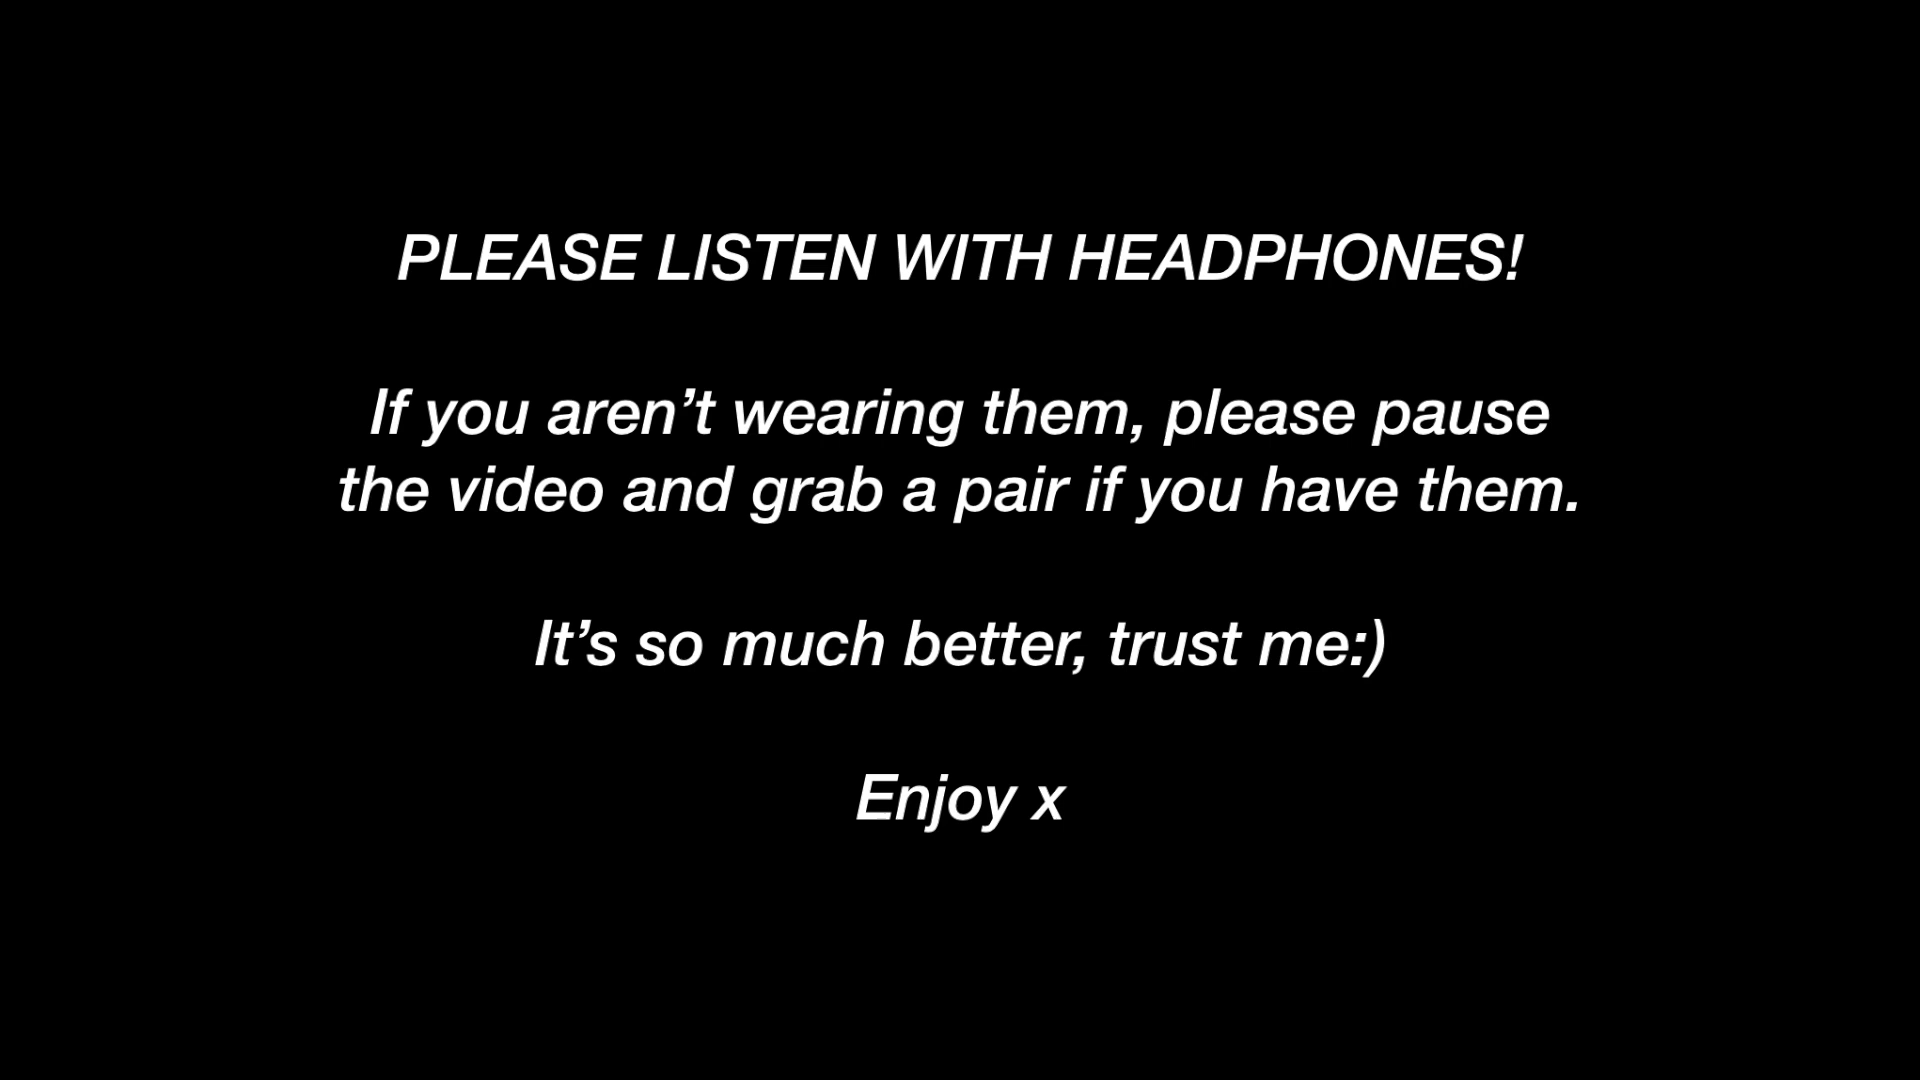 PLEASE LISTEN WITH HEADPHONES!
If you aren’t wearing them, please pause
the video and grab a pair if you have them.
It’s so much better, trust me:)
Enjoy x